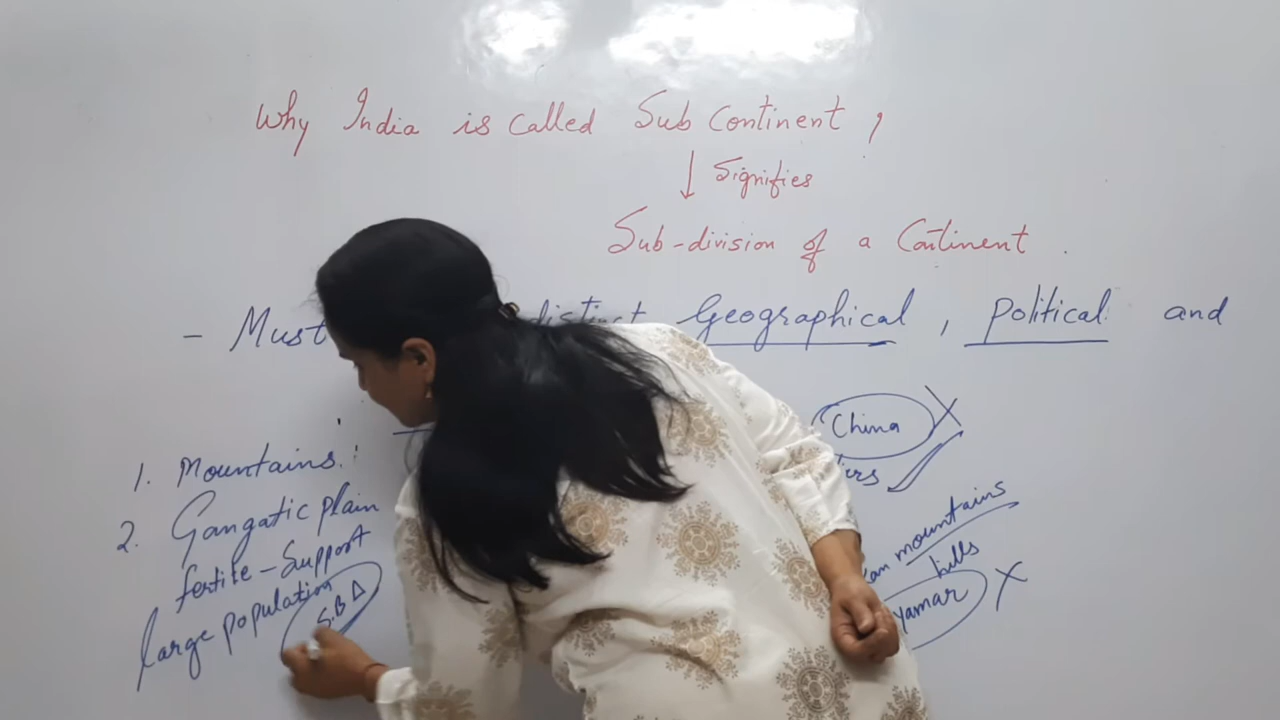 Why India is called Sub Continent,
↓ Signifies
Sub-division of a Continent.
- Must distinct Geographical, Political and
China X
1. Mountains:
2. Gangatic plain
fertile - Support
large population
S.B Δ
mountains
hills
yamar X